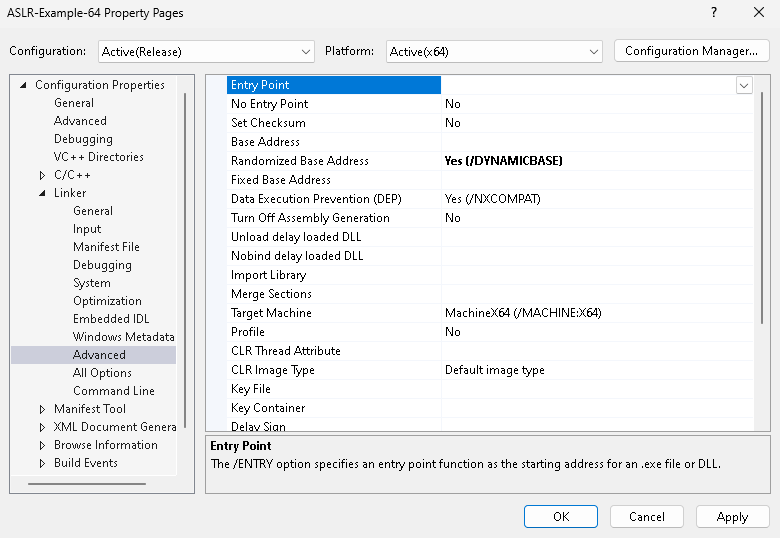 ASLR-Example-64 Property Pages
? ×
Configuration: Active(Release) Platform: Active(x64) Configuration Manager...
Configuration Properties
General
Advanced
Debugging
VC++ Directories
C/C++
Linker
General
Input
Manifest File
Debugging
System
Optimization
Embedded IDL
Windows Metadata
Advanced
All Options
Command Line
Manifest Tool
XML Document Genera
Browse Information
Build Events
Entry Point
No Entry Point No
Set Checksum No
Base Address
Randomized Base Address Yes (/DYNAMICBASE)
Fixed Base Address
Data Execution Prevention (DEP) Yes (/NXCOMPAT)
Turn Off Assembly Generation No
Unload delay loaded DLL
Nobind delay loaded DLL
Import Library
Merge Sections
Target Machine MachineX64 (/MACHINE:X64)
Profile No
CLR Thread Attribute
CLR Image Type Default image type
Key File
Key Container
Delay Sign
Entry Point
The /ENTRY option specifies an entry point function as the starting address for an .exe file or DLL.
OK Cancel Apply